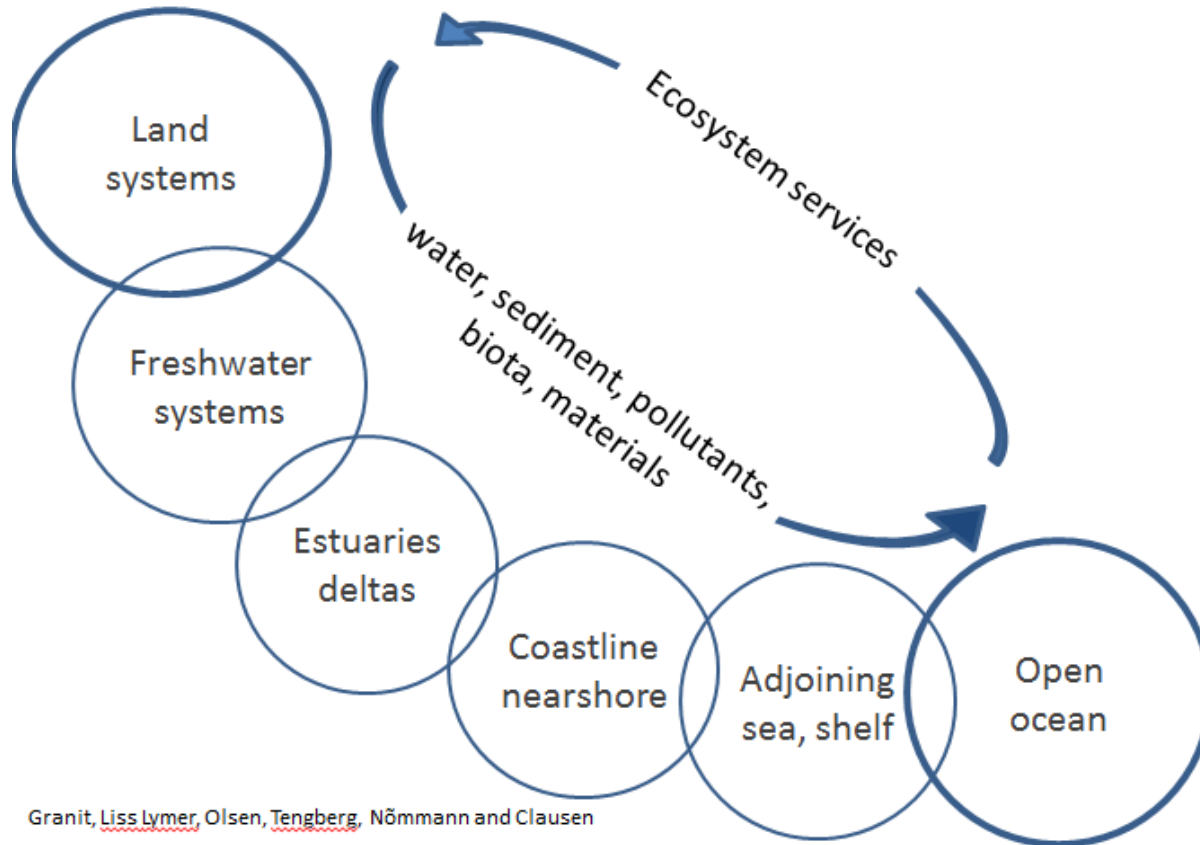 Land
systems
Freshwater
systems
Estuaries
deltas
Coastline
nearshore
Adjoining
sea, shelf
Open
ocean
Ecosystem services
water, sediment, pollutants,
biota, materials
Granit, Liss Lymer, Olsen, Tengberg, Nõmmann and Clausen